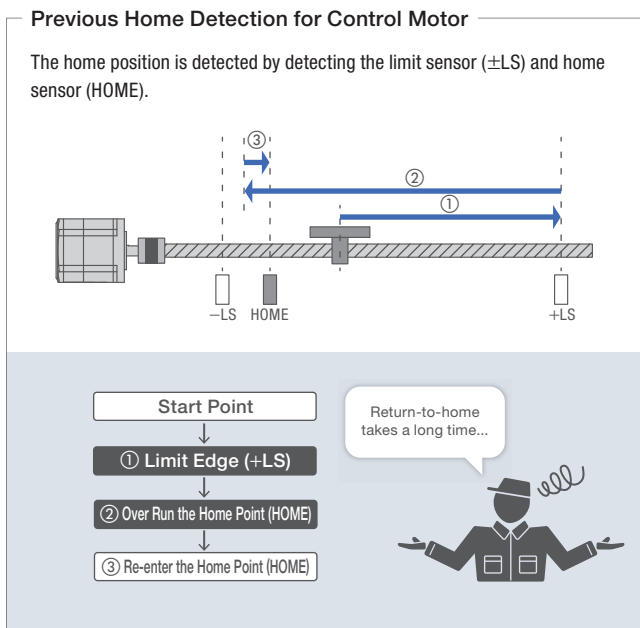 Previous Home Detection for Control Motor
The home position is detected by detecting the limit sensor (±LS) and home
sensor (HOME).
③
②
①
−LS HOME +LS
Start Point
① Limit Edge (+LS)
② Over Run the Home Point (HOME)
③ Re-enter the Home Point (HOME)
Return-to-home
takes a long time...